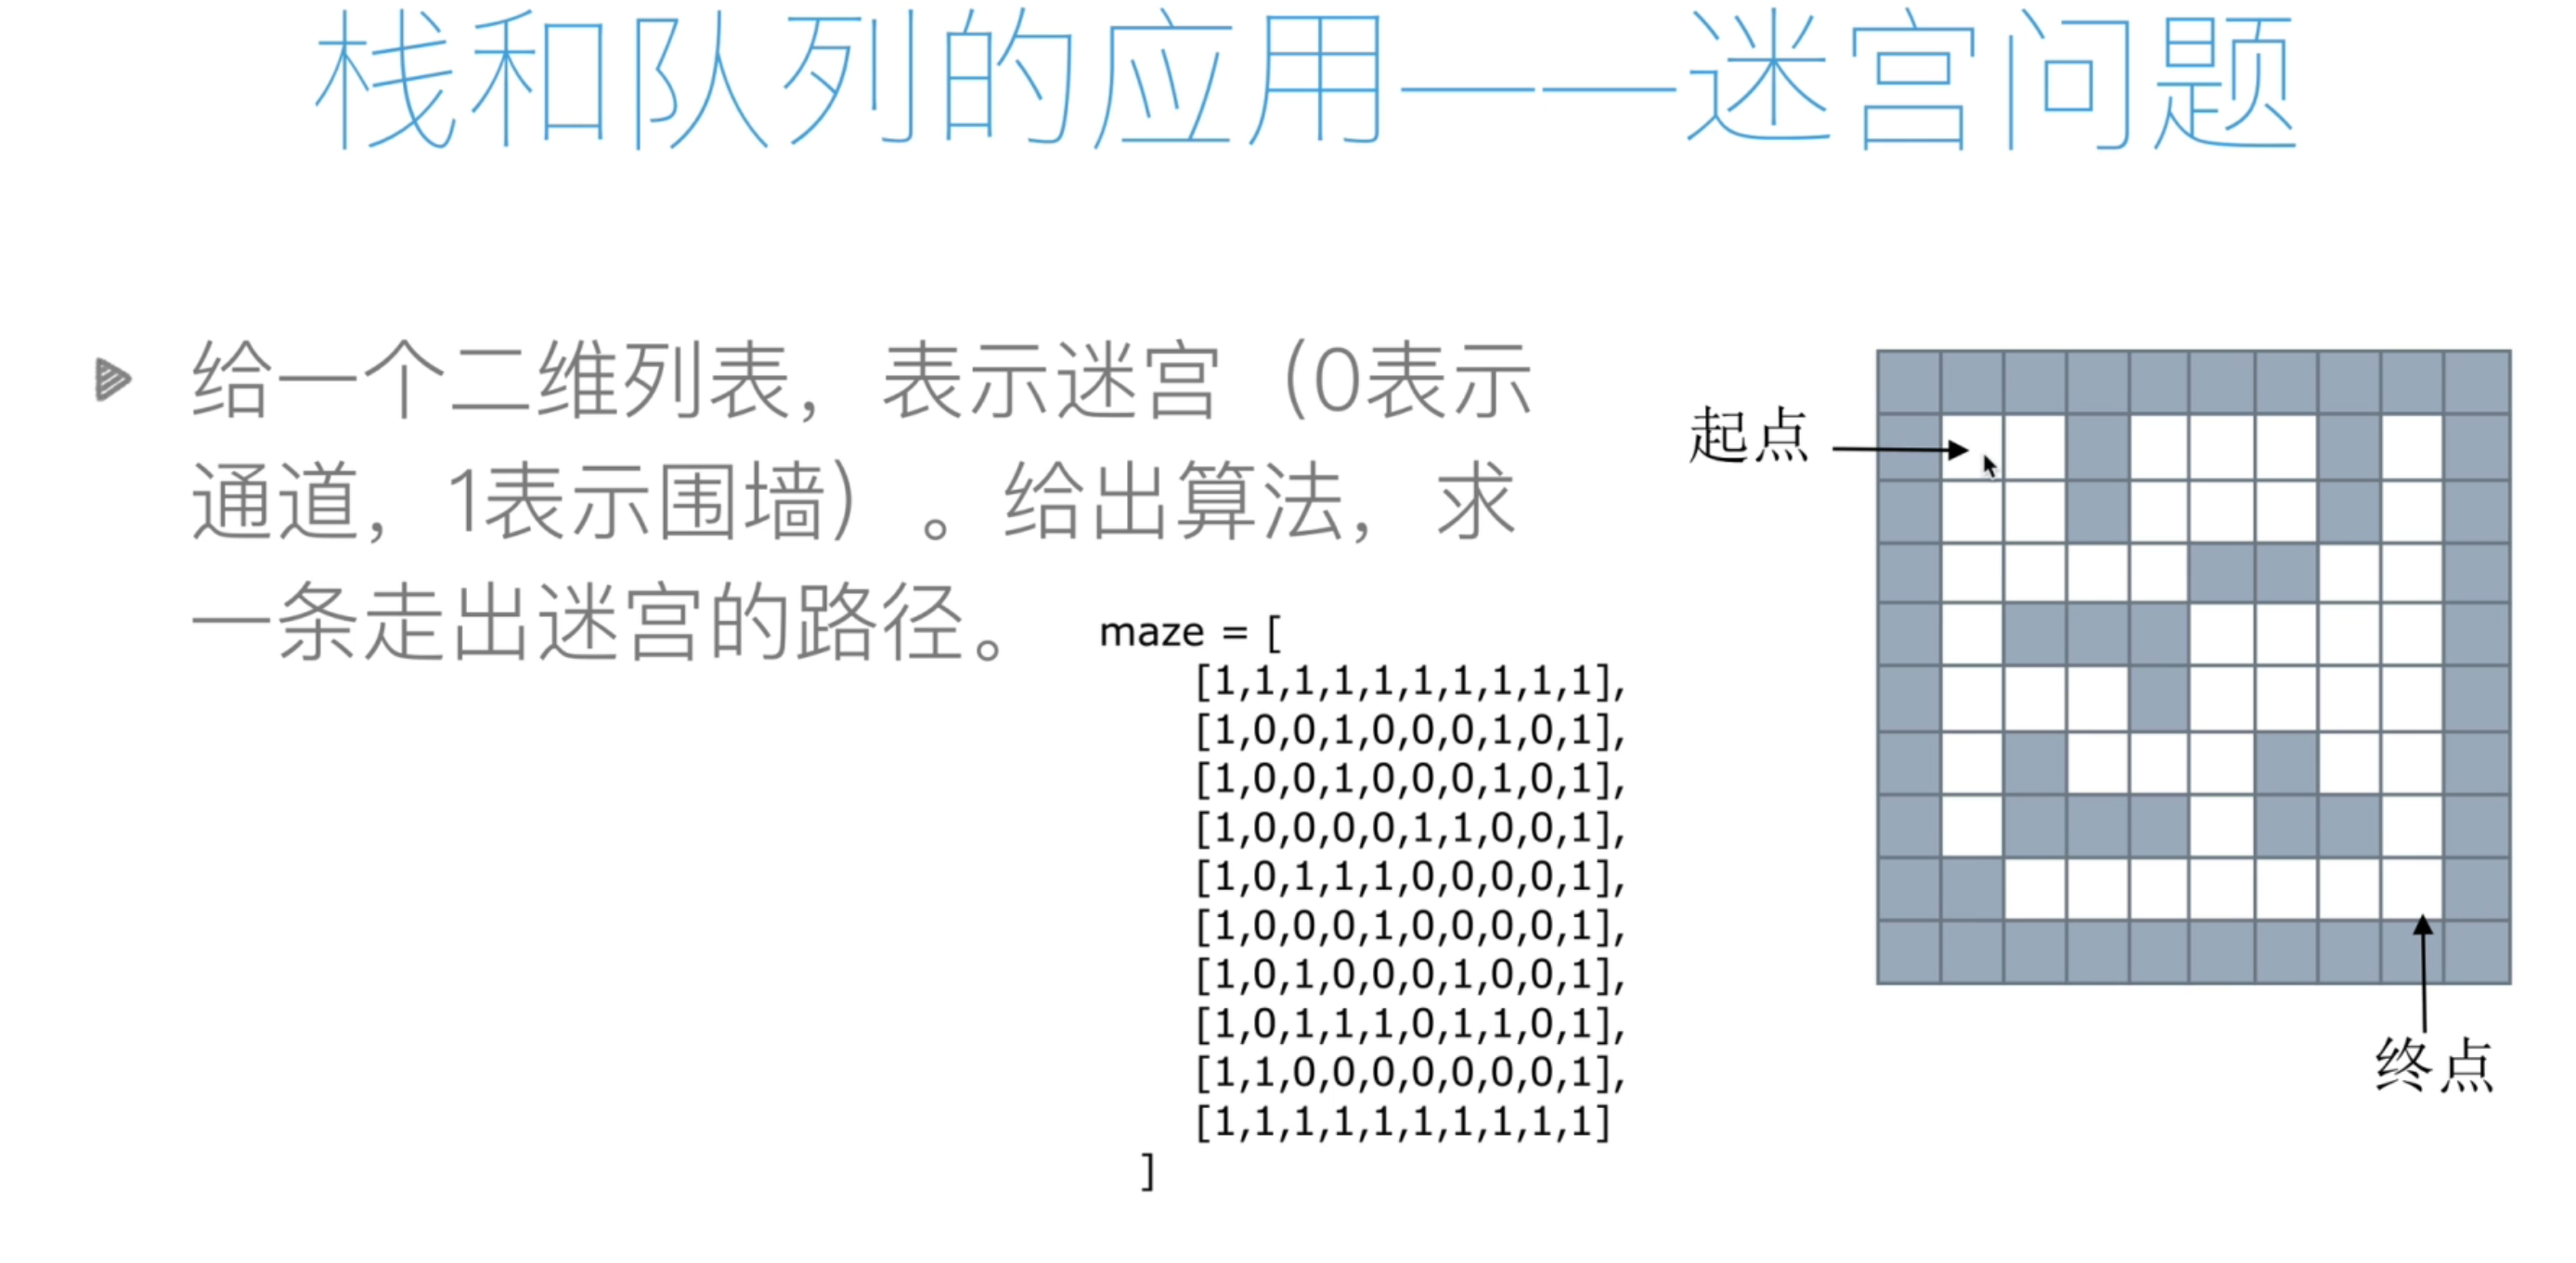 栈和队列的应用——迷宫问题
给一个二维列表，表示迷宫（0表示
通道，1表示围墙）。给出算法，求
一条走出迷宫的路径。
maze = [
[1,1,1,1,1,1,1,1,1,1],
[1,0,0,1,0,0,0,1,0,1],
[1,0,0,1,0,0,0,1,0,1],
[1,0,0,0,0,1,1,0,0,1],
[1,0,1,1,1,0,0,0,0,1],
[1,0,0,0,1,0,0,0,0,1],
[1,0,1,0,0,0,1,0,0,1],
[1,0,1,1,1,0,1,1,0,1],
[1,1,0,0,0,0,0,0,0,1],
[1,1,1,1,1,1,1,1,1,1]
]
起点
终点